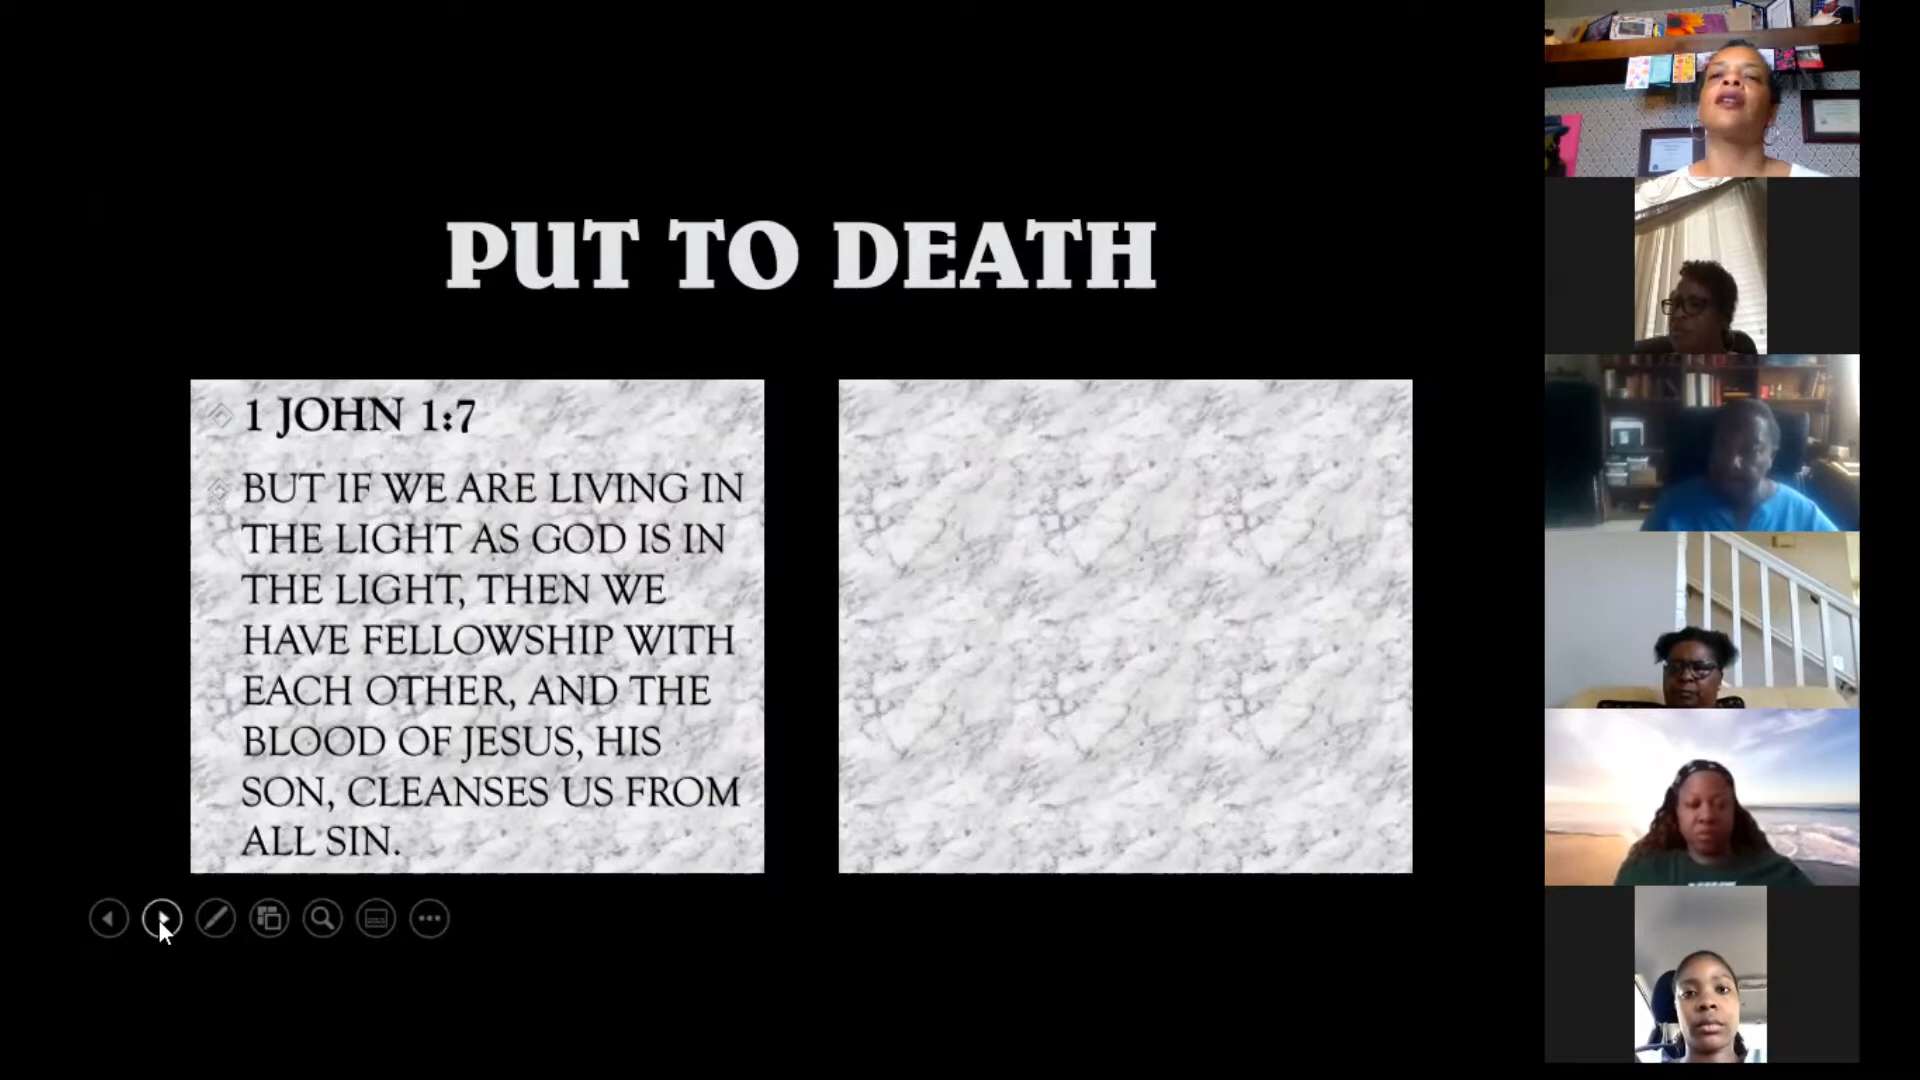 PUT TO DEATH
1 JOHN 1:7
BUT IF WE ARE LIVING IN
THE LIGHT AS GOD IS IN
THE LIGHT, THEN WE
HAVE FELLOWSHIP WITH
EACH OTHER, AND THE
BLOOD OF JESUS, HIS
SON, CLEANSES US FROM
ALL SIN.